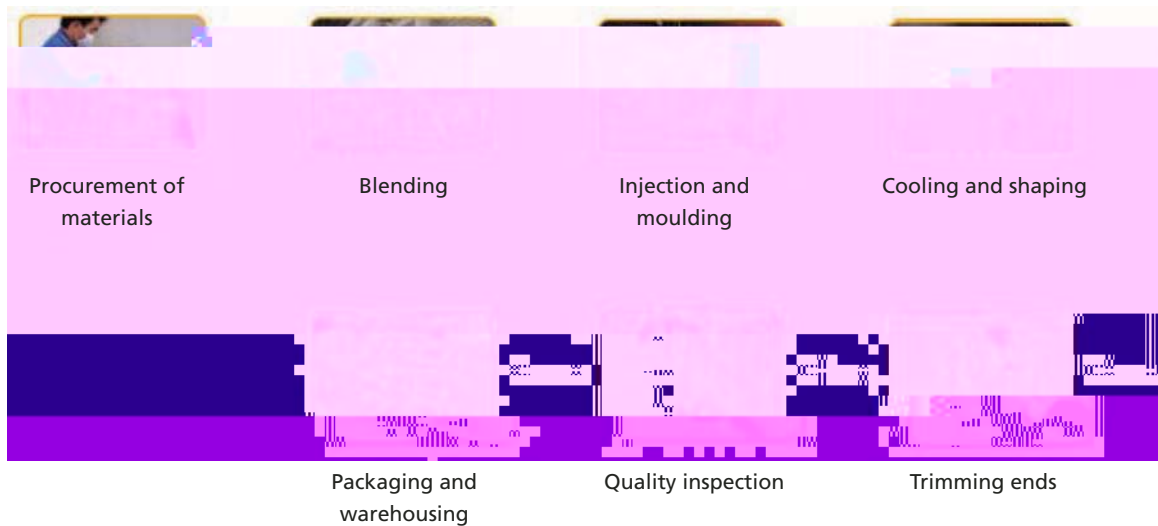 Procurement of
materials
Blending
Injection and
moulding
Cooling and shaping
Packaging and
warehousing
Quality inspection
Trimming ends